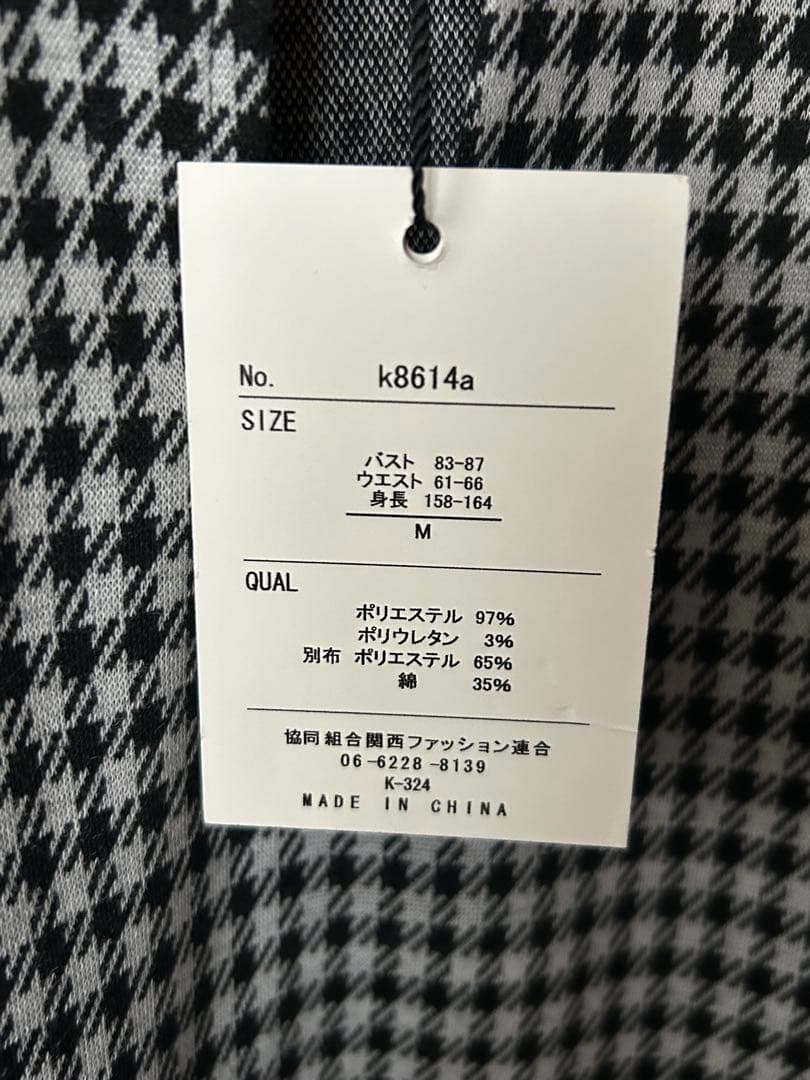 No. k8614a
SIZE
バスト 83-87
ウエスト 61-66
身長 158-164
M
QUAL
ポリエステル 97%
ポリウレタン 3%
別布 ポリエステル 65%
綿 35%
協同組合関西ファッション連合
06-6228-8139
K-324
MADE IN CHINA